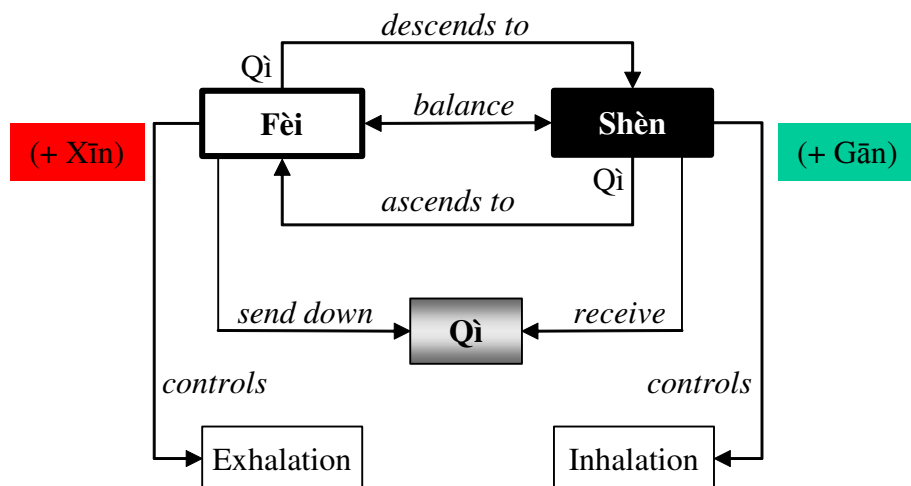 descends to
Qì
Fèi
balance
Shèn
(+ Xīn)
(+ Gān)
Qì
ascends to
send down
Qì
receive
controls
controls
Exhalation
Inhalation